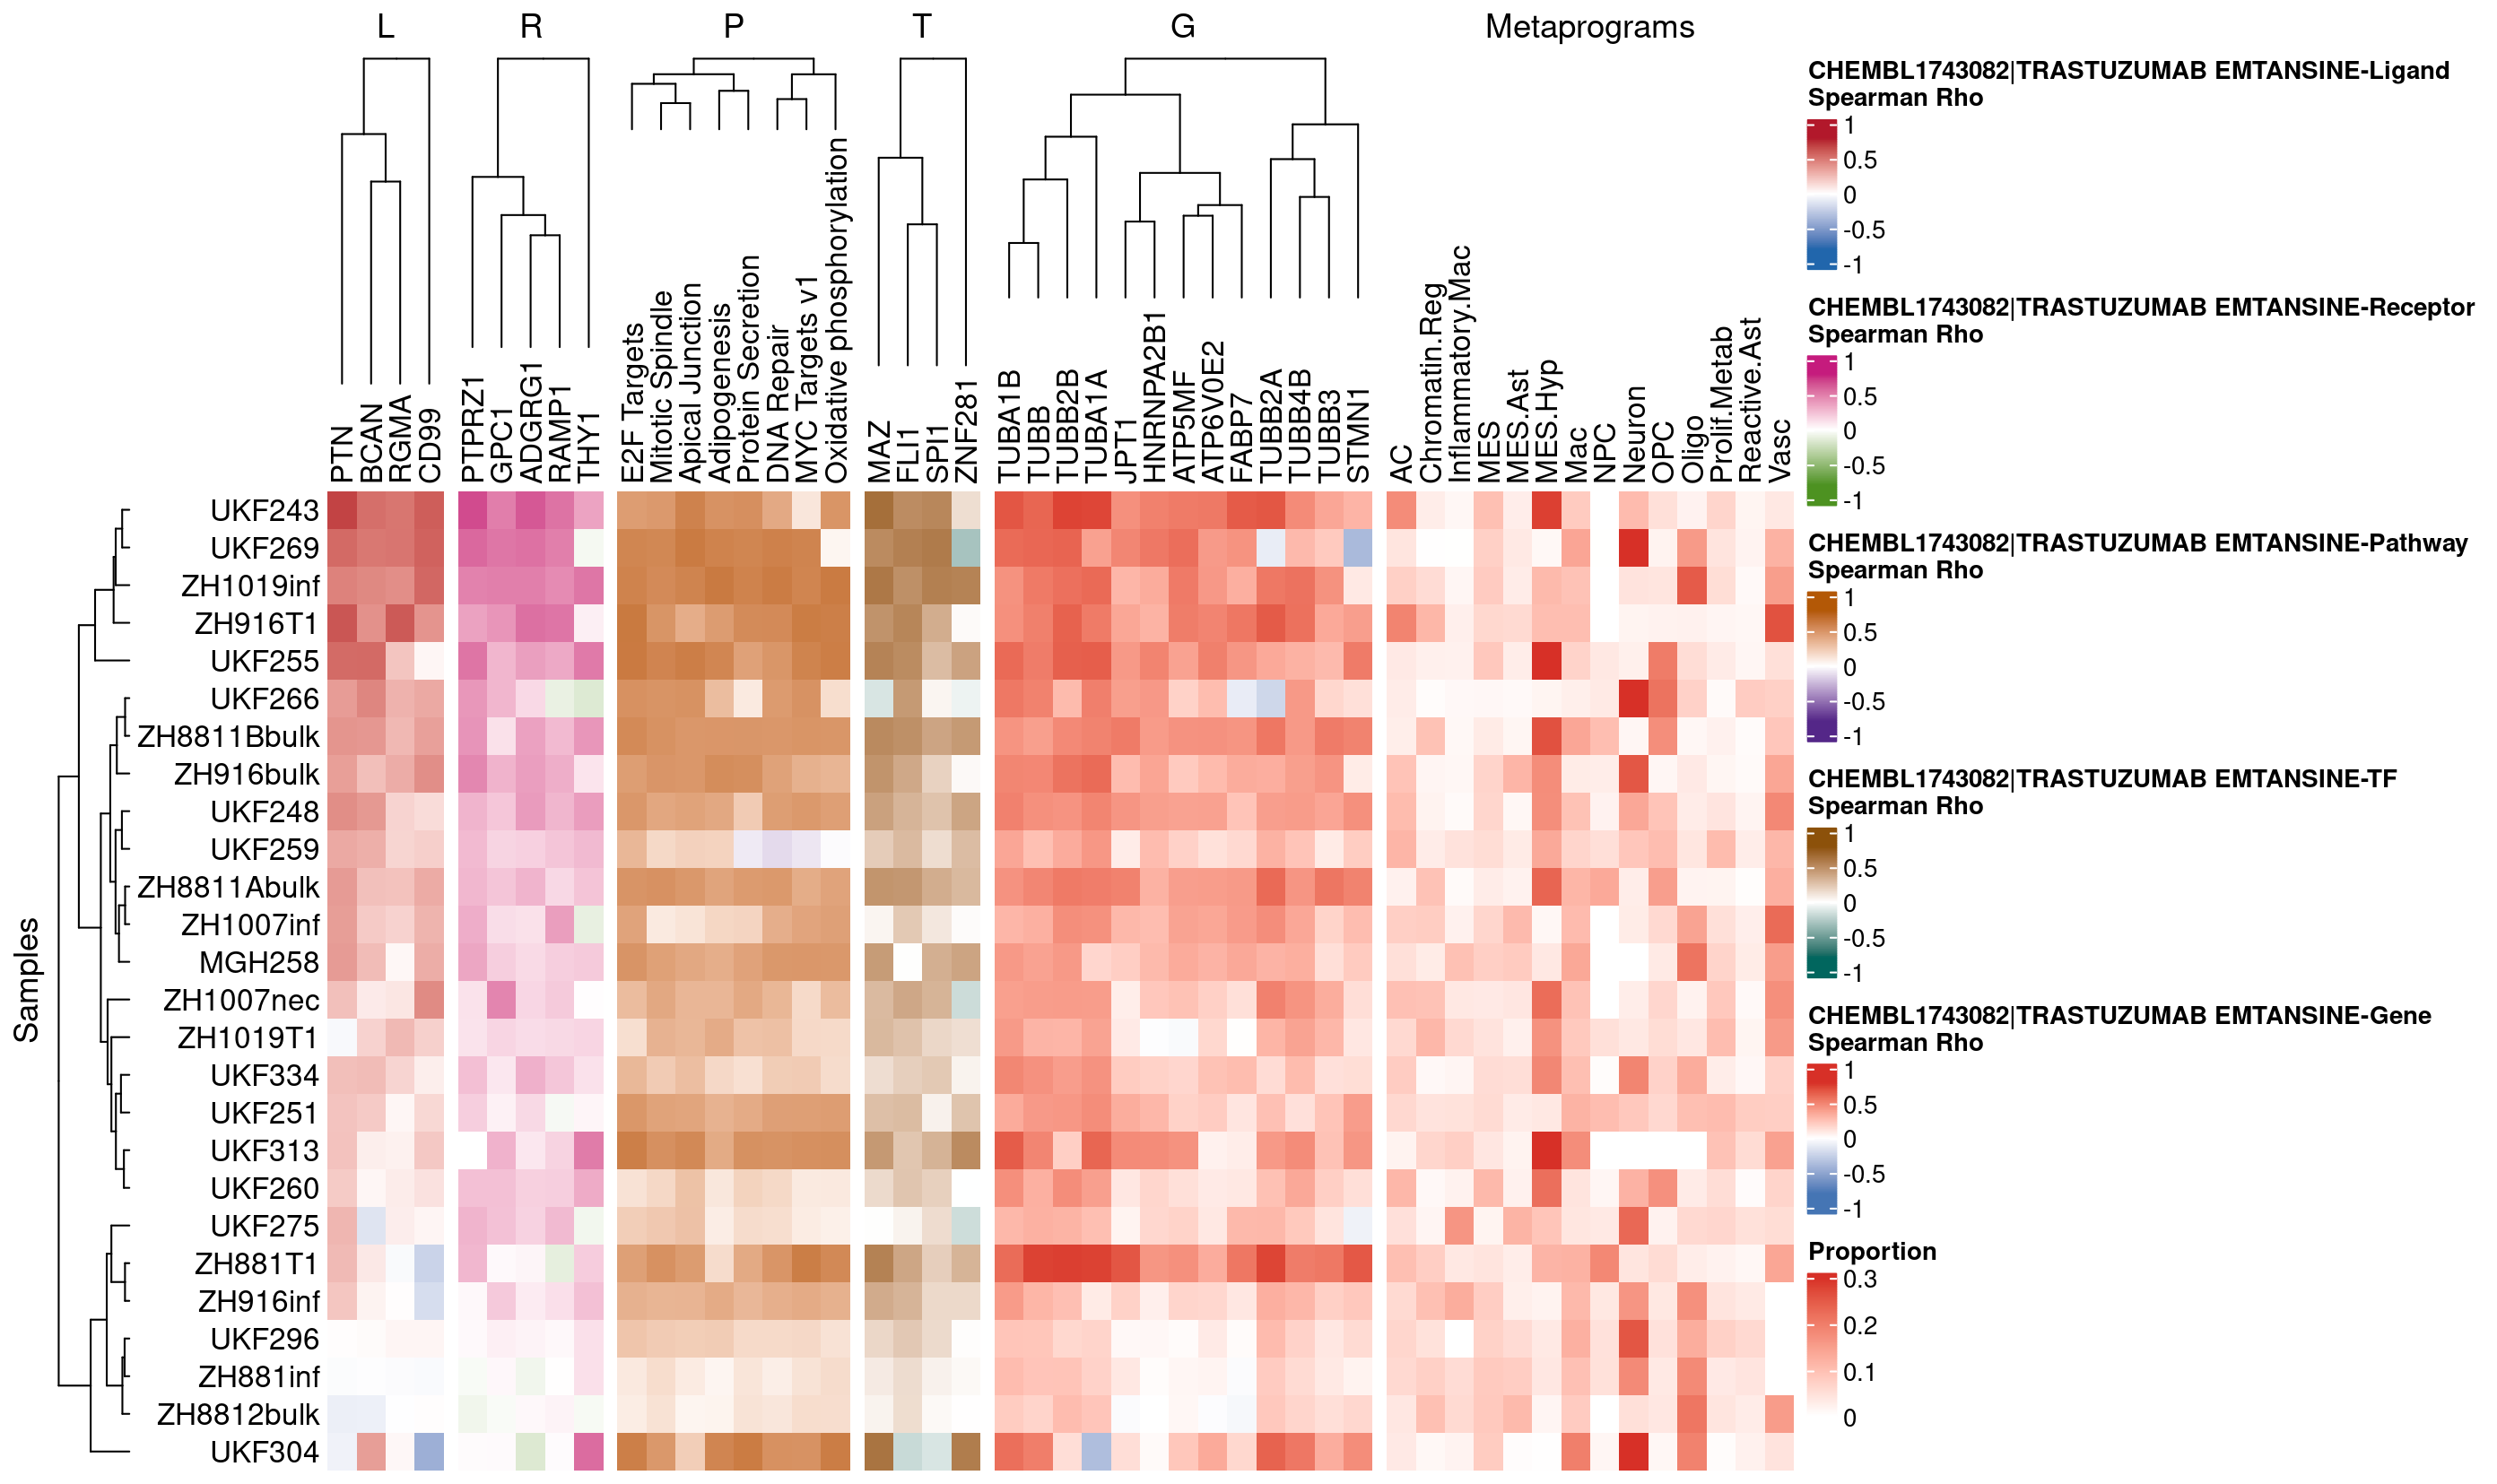 L R P T G Metaprograms
PTN
BCAN
RGMA
CD99
PTPRZ1
GPC1
ADGRG1
RAMP1
THY1
E2F Targets
Mitotic Spindle
Apical Junction
Adipogenesis
Protein Secretion
DNA Repair
MYC Targets v1
Oxidative phosphorylation
MAZ
FLI1
SPI1
ZNF281
TUBA1B
TUBB
TUBB2B
TUBA1A
JPT1
HNRNPA2B1
ATP5MF
ATP6V0E2
FABP7
TUBB2A
TUBB4B
TUBB3
STMN1
AC
Chromatin.Reg
Inflammatory.Mac
MES
MES.Ast
MES.Hyp
Mac
NPC
Neuron
OPC
Oligo
Prolif.Metab
Reactive.Ast
Vasc
Samples
UKF243
UKF269
ZH1019inf
ZH916T1
UKF255
UKF266
ZH8811Bbulk
ZH916bulk
UKF248
UKF259
ZH8811Abulk
ZH1007inf
MGH258
ZH1007nec
ZH1019T1
UKF334
UKF251
UKF313
UKF260
UKF275
ZH881T1
ZH916inf
UKF296
ZH881inf
ZH8812bulk
UKF304
CHEMBL1743082|TRASTUZUMAB EMTANSINE-Ligand
Spearman Rho
1
0.5
0
-0.5
-1
CHEMBL1743082|TRASTUZUMAB EMTANSINE-Receptor
Spearman Rho
1
0.5
0
-0.5
-1
CHEMBL1743082|TRASTUZUMAB EMTANSINE-Pathway
Spearman Rho
1
0.5
0
-0.5
-1
CHEMBL1743082|TRASTUZUMAB EMTANSINE-TF
Spearman Rho
1
0.5
0
-0.5
-1
CHEMBL1743082|TRASTUZUMAB EMTANSINE-Gene
Spearman Rho
1
0.5
0
-0.5
-1
Proportion
0.3
0.2
0.1
0